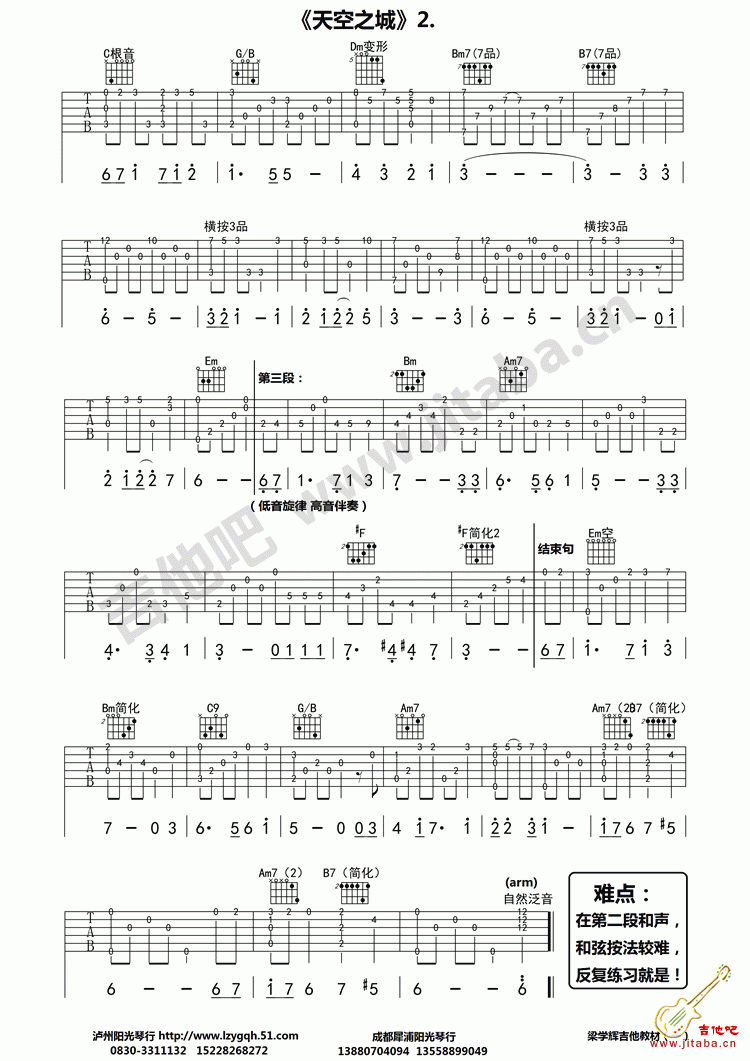 《天空之城》2.
C根音 G/B Dm变形 Bm7(7品) B7(7品)
T A B
6 7 1 7 1 2 1· 5 5 - 4 3 2 1 3 - - - 3 - 3 3
横按3品 横按3品
T A B
6 - 5 - 3 2 1 - 1 2 1 2 2 5 3 - - 3 6 - 5 - 3 2 1 - 0 1
Em 第三段： Bm Am7
T A B
2 1 2 2 7 6 - - 6 7 1· 7 1 3 7 - - 3 3 6· 5 6 1 5 - - 3 3
(低音旋律 高音伴奏)
#F #F简化2 结束句 Em空
T A B
4· 3 4 1 3 - 0 1 1 1 7· #4 #4 7 3 - - 6 7 1· 7 1 3
Bm简化 C9 G/B Am7 Am7（2）B7（简化）
T A B
7 - 0 3 6· 5 6 1 5 - 0 0 3 4 1 7· 1 2 2 3 1 - 1 7 6 7 #5
Am7（2） B7（简化） (arm)
自然泛音
T A B
6 - - 6 7 1 7 6 7 #5 6 - - 6
难点：
在第二段和声，
和弦按法较难，
反复练习就是！
吉他吧
www.jitaba.cn
泸州阳光琴行 http://www.lzygqh.51.com 成都犀浦阳光琴行 梁学辉吉他教材
0830-3311132 15228268272 13880704094 13558899049
吉他吧 www.jitaba.cn